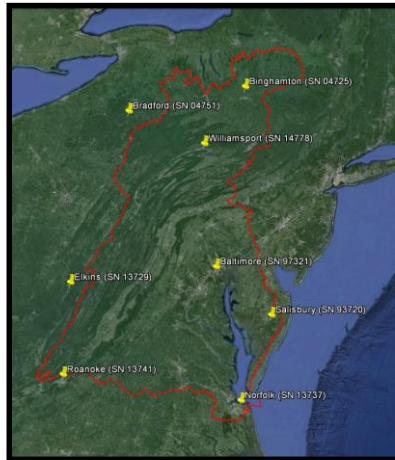 Binghamton (SN 04725)
Bradford (SN 04751)
Williamsport (SN 14778)
Baltimore (SN 97321)
Elkins (SN 13729)
Salisbury (SN 93720)
Roanoke (SN 13741)
Norfolk (SN 13737)